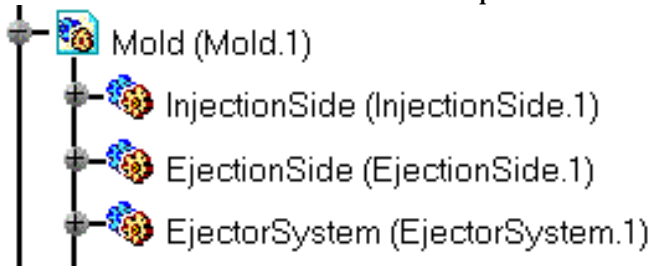 Mold (Mold.1)
InjectionSide (InjectionSide.1)
EjectionSide (EjectionSide.1)
EjectorSystem (EjectorSystem.1)